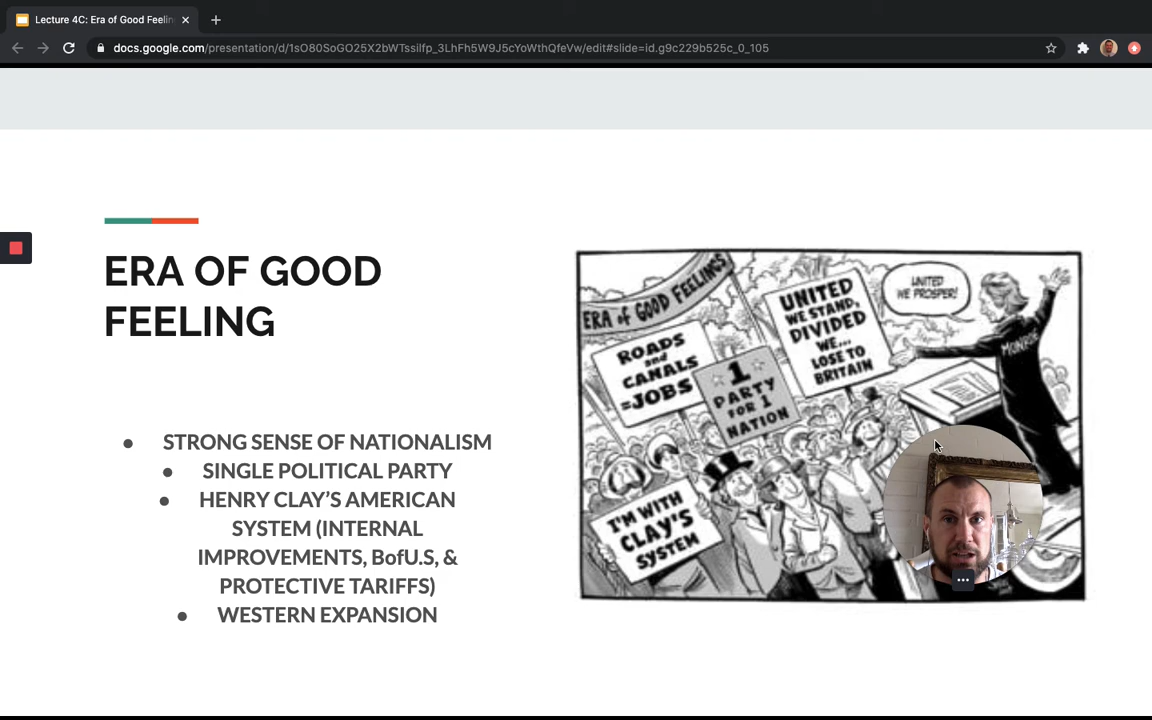 Lecture 4C: Era of Good Feelin
docs.google.com/presentation/d/1sO80SoGO25X2bWTssilfp_3LhFh5W9J5cYoWthQfeVw/edit#slide=id.g9c229b525c_0_105
ERA OF GOOD
FEELING
● STRONG SENSE OF NATIONALISM
● SINGLE POLITICAL PARTY
● HENRY CLAY'S AMERICAN
SYSTEM (INTERNAL
IMPROVEMENTS, BofU.S, &
PROTECTIVE TARIFFS)
● WESTERN EXPANSION
ERA of GOOD FEELINGS
ROADS
and
CANALS
=JOBS
1
PARTY
FOR 1
NATION
UNITED
WE STAND,
DIVIDED
WE...
LOSE TO
BRITAIN
UNITED
WE PROSPER!
MONROE
I'M WITH
CLAY'S
SYSTEM